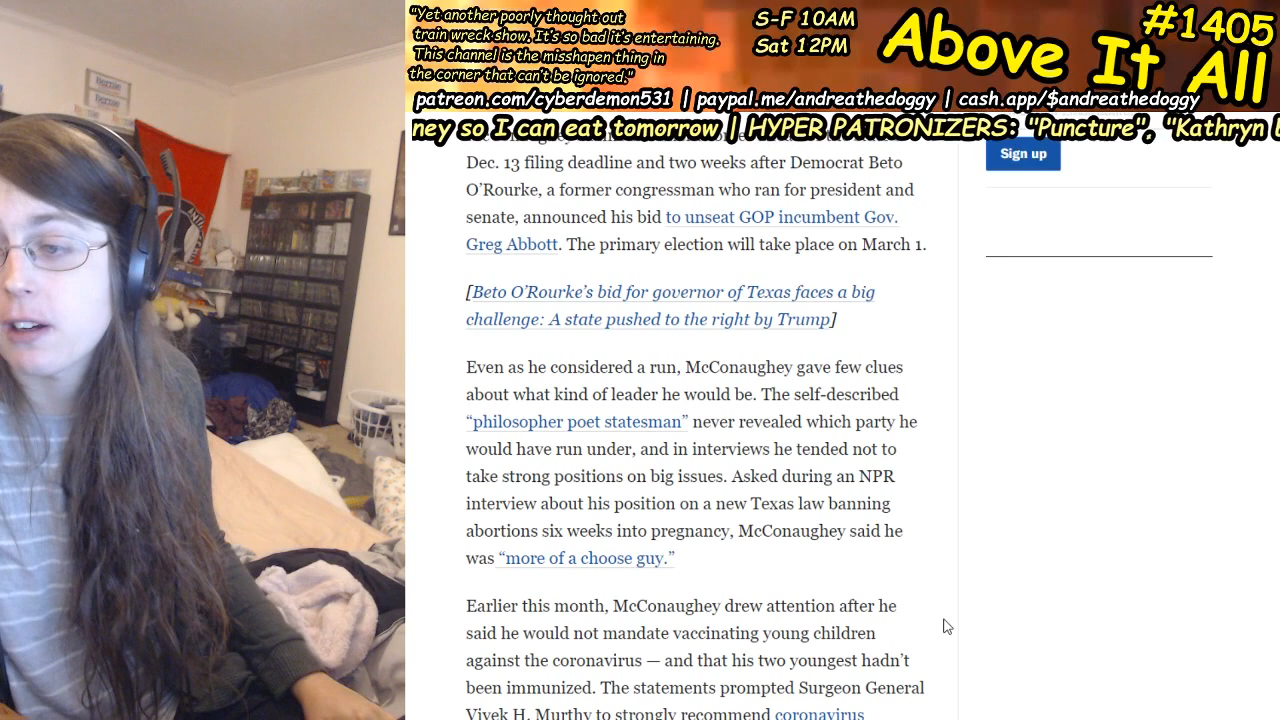 "Yet another poorly thought out
train wreck show. It's so bad it's entertaining.
This channel is the misshapen thing in
the corner that can't be ignored."
S-F 10AM
Sat 12PM
Above It All
#1405
patreon.com/cyberdemon531 | paypal.me/andreathedoggy | cash.app/$andreathedoggy
ney so I can eat tomorrow | HYPER PATRONIZERS: "Puncture", "Kathryn
Sign up
Dec. 13 filing deadline and two weeks after Democrat Beto
O'Rourke, a former congressman who ran for president and
senate, announced his bid to unseat GOP incumbent Gov.
Greg Abbott. The primary election will take place on March 1.
[Beto O'Rourke's bid for governor of Texas faces a big
challenge: A state pushed to the right by Trump]
Even as he considered a run, McConaughey gave few clues
about what kind of leader he would be. The self-described
“philosopher poet statesman” never revealed which party he
would have run under, and in interviews he tended not to
take strong positions on big issues. Asked during an NPR
interview about his position on a new Texas law banning
abortions six weeks into pregnancy, McConaughey said he
was “more of a choose guy.”
Earlier this month, McConaughey drew attention after he
said he would not mandate vaccinating young children
against the coronavirus — and that his two youngest hadn't
been immunized. The statements prompted Surgeon General
Vivek H. Murthy to strongly recommend coronavirus
Bernie
Bernie